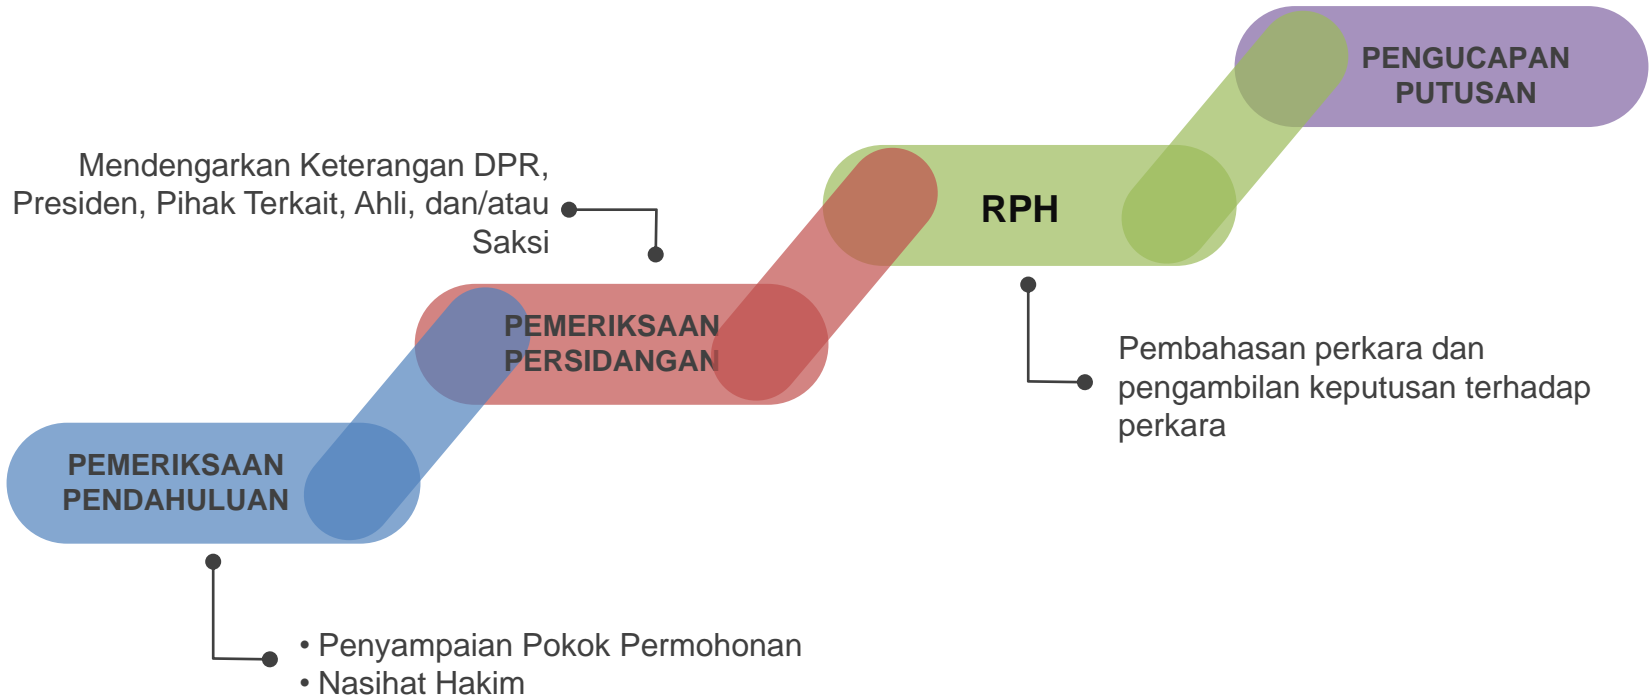 PENGUCAPAN
PUTUSAN
Mendengarkan Keterangan DPR,
Presiden, Pihak Terkait, Ahli, dan/atau
Saksi
RPH
PEMERIKSAAN
PERSIDANGAN
Pembahasan perkara dan
pengambilan keputusan terhadap
perkara
PEMERIKSAAN
PENDAHULUAN
• Penyampaian Pokok Permohonan
• Nasihat Hakim